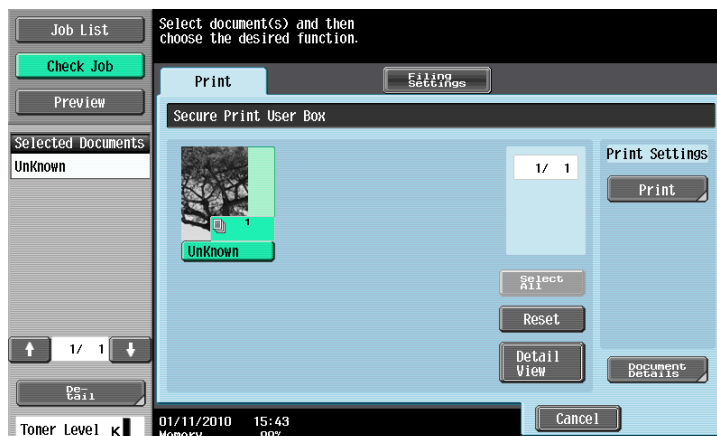 Job List
Check Job
Preview
Selected Documents
UnKnown
1/ 1
De-
tail
Toner Level K
Select document(s) and then
choose the desired function.
Print
Filing
Settings
Secure Print User Box
1
UnKnown
1/ 1
Select
All
Reset
Detail
View
Print Settings
Print
Document
Details
Cancel
01/11/2010 15:43
Memory 99%